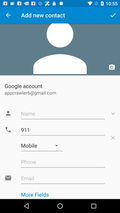 10:55
Add new contact
Google account
appcrawler4@gmail.com
Name
911
Mobile
Phone
Email
More Fields